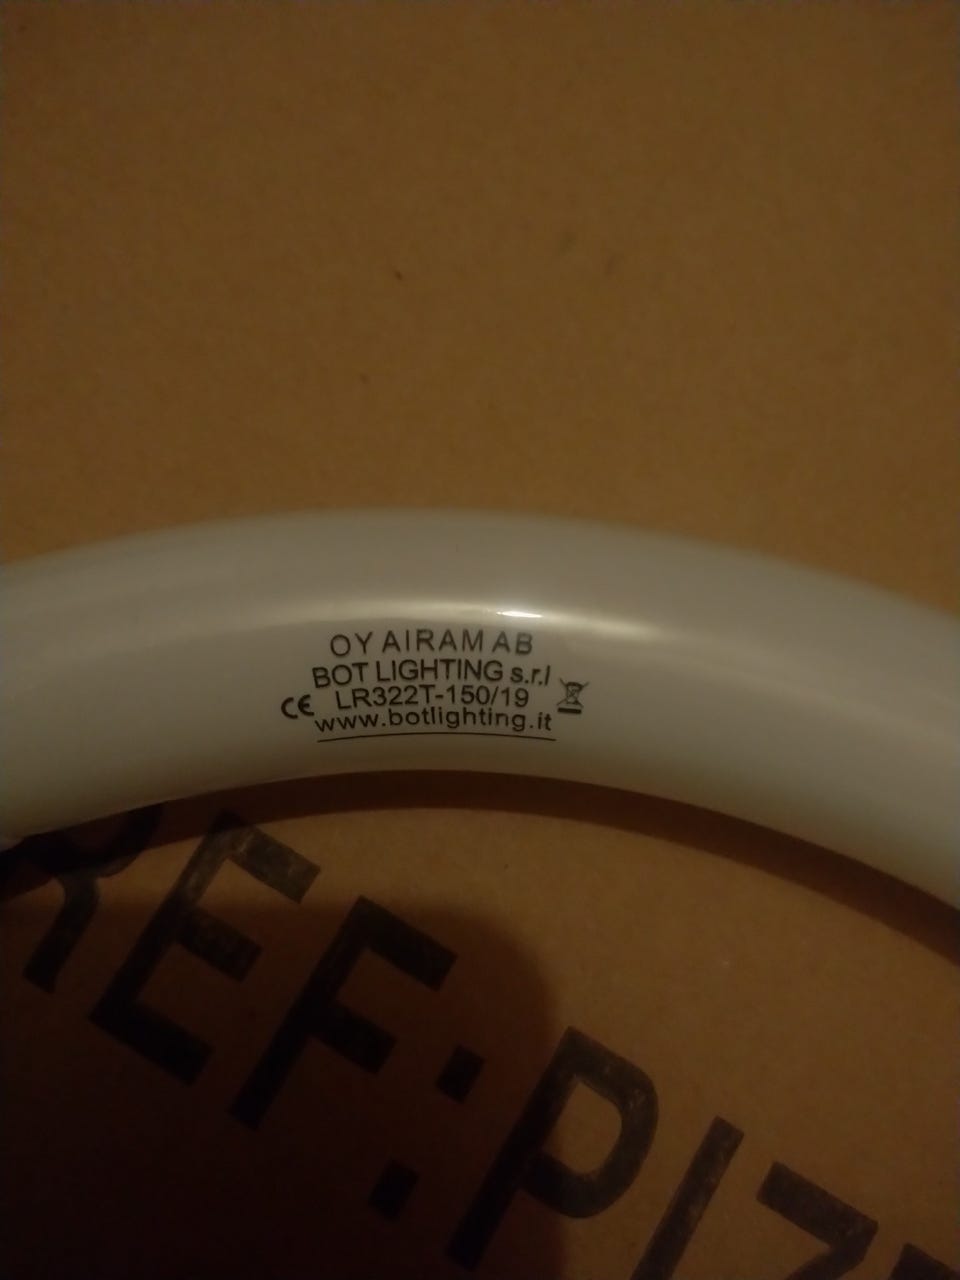 OY AIRAM AB
BOT LIGHTING s.r.l
CE LR322T-150/19
www.botlighting.it
REF: PIZ